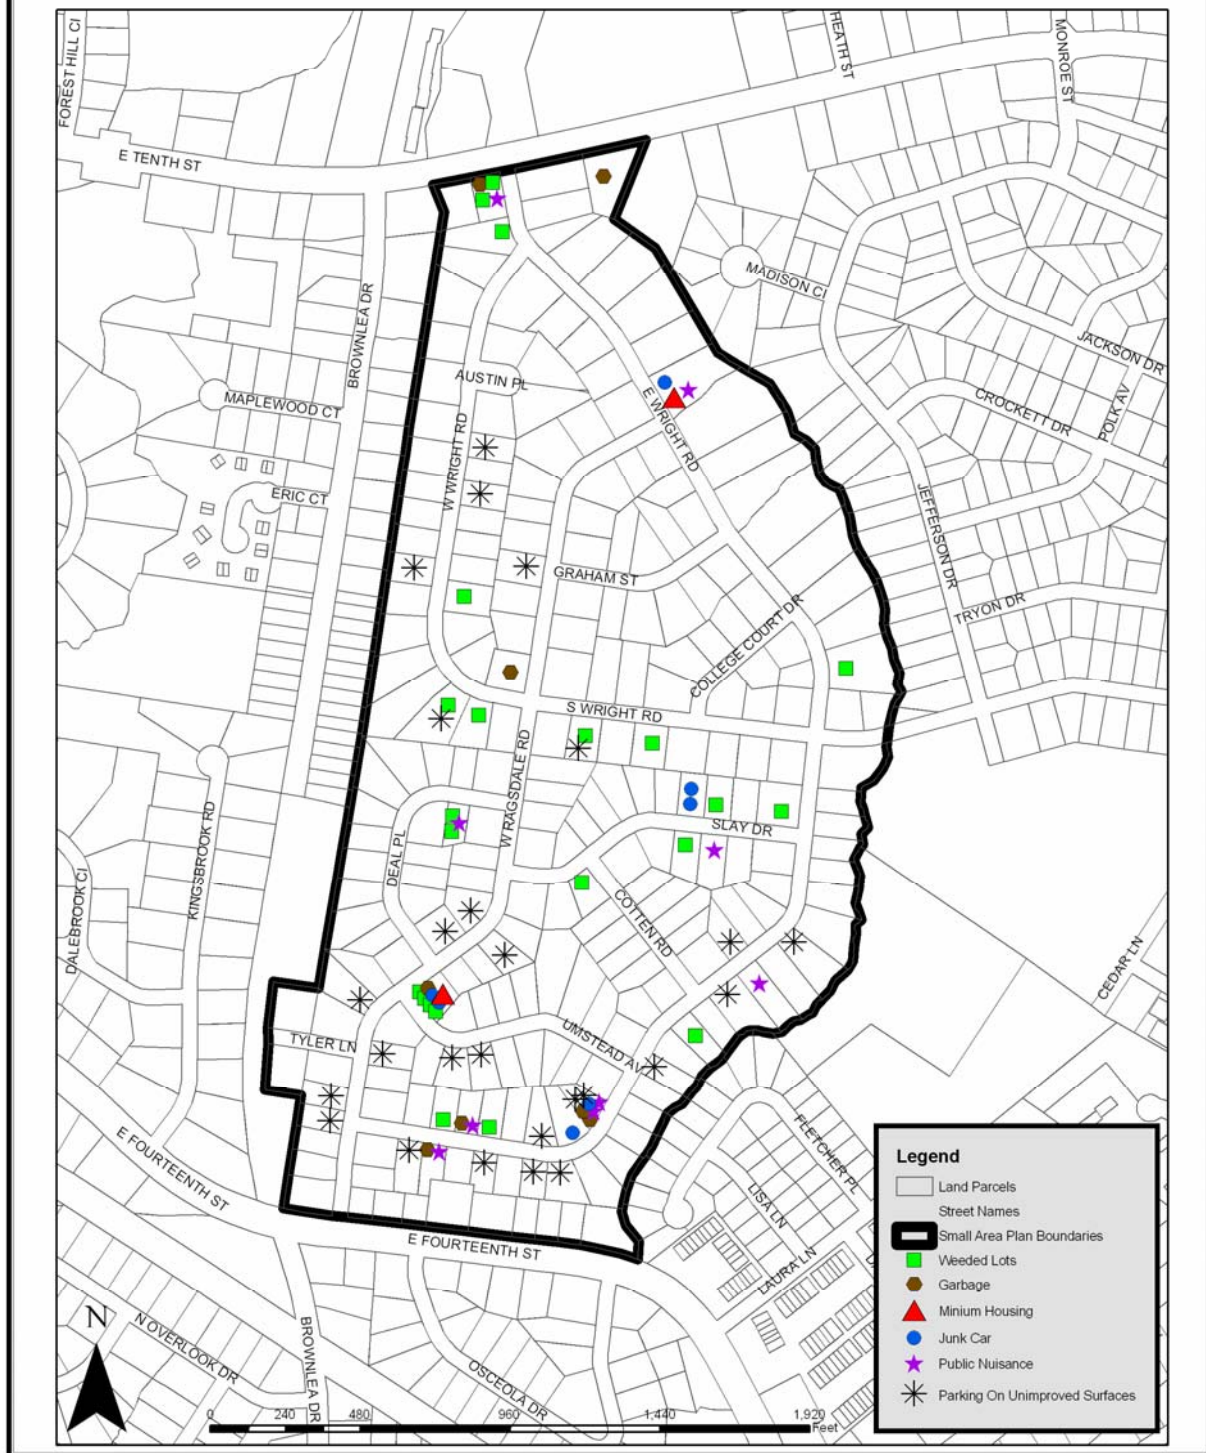 FOREST HILL CI
HEATH ST
MONROE ST
E TENTH ST
MADISON CI
BROWNLEA DR
JACKSON DR
AUSTIN PL
MAPLEWOOD CT
E WRIGHT RD
CROCKETT DR
POLK AV
W WRIGHT RD
ERIC CT
JEFFERSON DR
GRAHAM ST
TRYON DR
COLLEGE COURT DR
S WRIGHT RD
W RAGSDALE RD
KINGSBROOK RD
DEAL PL
SLAY DR
DALEBROOK CI
COTTEN RD
CEDAR LN
TYLER LN
UMSTEAD AV
E FOURTEENTH ST
FLETCHER PL
LISA LN
E FOURTEENTH ST
LAURA LN
N OVERLOOK DR
BROWNLEA DR
OSCEOLA DR
N
0 240 480 960 1,440 1,920
Feet
Legend
Land Parcels
Street Names
Small Area Plan Boundaries
Weeded Lots
Garbage
Minium Housing
Junk Car
Public Nuisance
Parking On Unimproved Surfaces